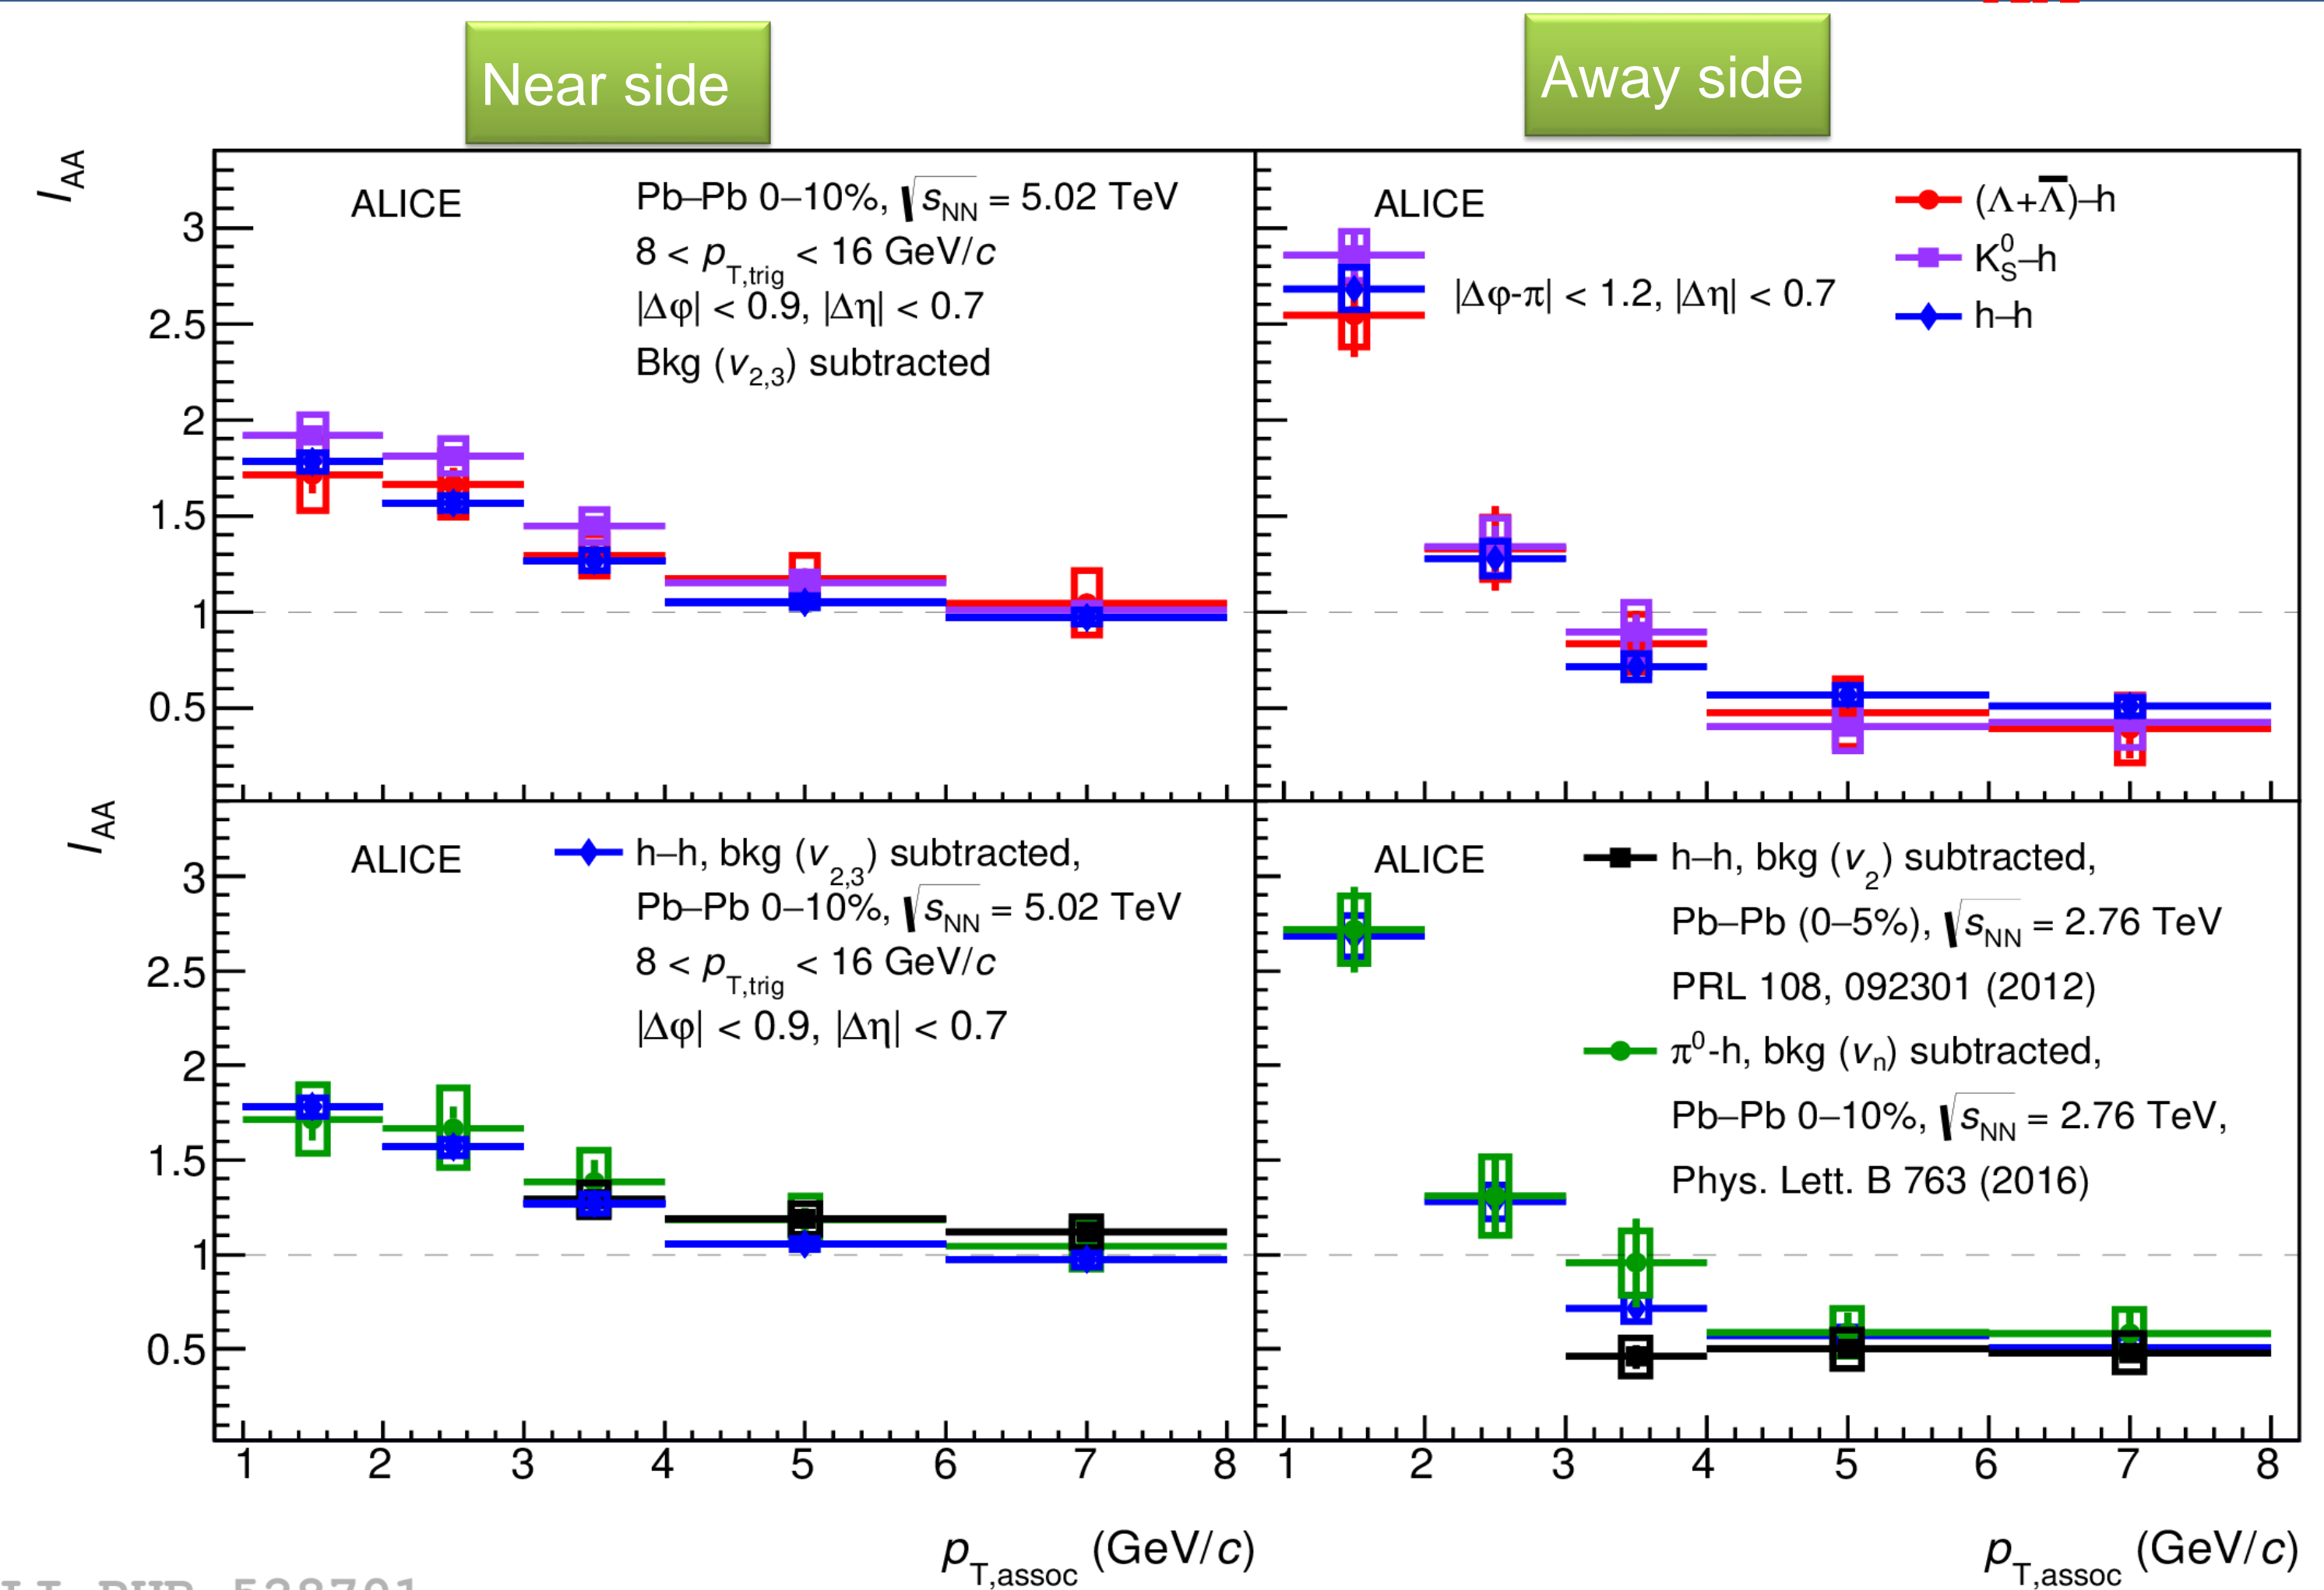 Near side
Away side
I_AA
ALICE
Pb–Pb 0–10%, √s_NN = 5.02 TeV
8 < p_T,trig < 16 GeV/c
|Δφ| < 0.9, |Δη| < 0.7
Bkg (v_2,3) subtracted
3
2.5
2
1.5
1
0.5
ALICE
(Λ+Λ̅)–h
K⁰_S–h
h–h
|Δφ-π| < 1.2, |Δη| < 0.7
I_AA
ALICE
h–h, bkg (v_2,3) subtracted,
Pb–Pb 0–10%, √s_NN = 5.02 TeV
8 < p_T,trig < 16 GeV/c
|Δφ| < 0.9, |Δη| < 0.7
3
2.5
2
1.5
1
0.5
ALICE
h–h, bkg (v_2) subtracted,
Pb–Pb (0–5%), √s_NN = 2.76 TeV
PRL 108, 092301 (2012)
π⁰-h, bkg (v_n) subtracted,
Pb–Pb 0–10%, √s_NN = 2.76 TeV,
Phys. Lett. B 763 (2016)
1 2 3 4 5 6 7 8
1 2 3 4 5 6 7 8
p_T,assoc (GeV/c)
p_T,assoc (GeV/c)